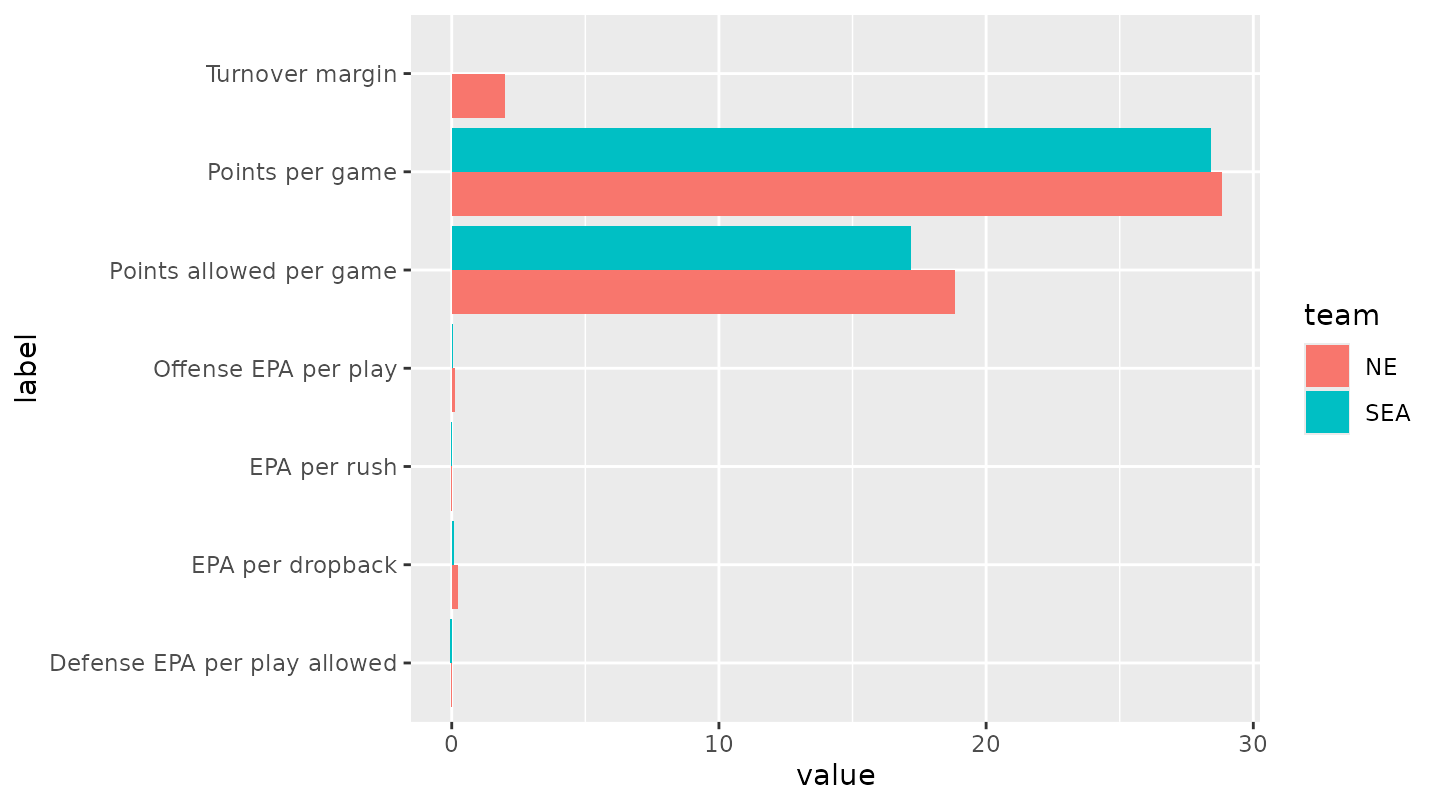 Turnover margin
Points per game
Points allowed per game
Offense EPA per play
EPA per rush
EPA per dropback
Defense EPA per play allowed
label
0 10 20 30
value
team
NE
SEA